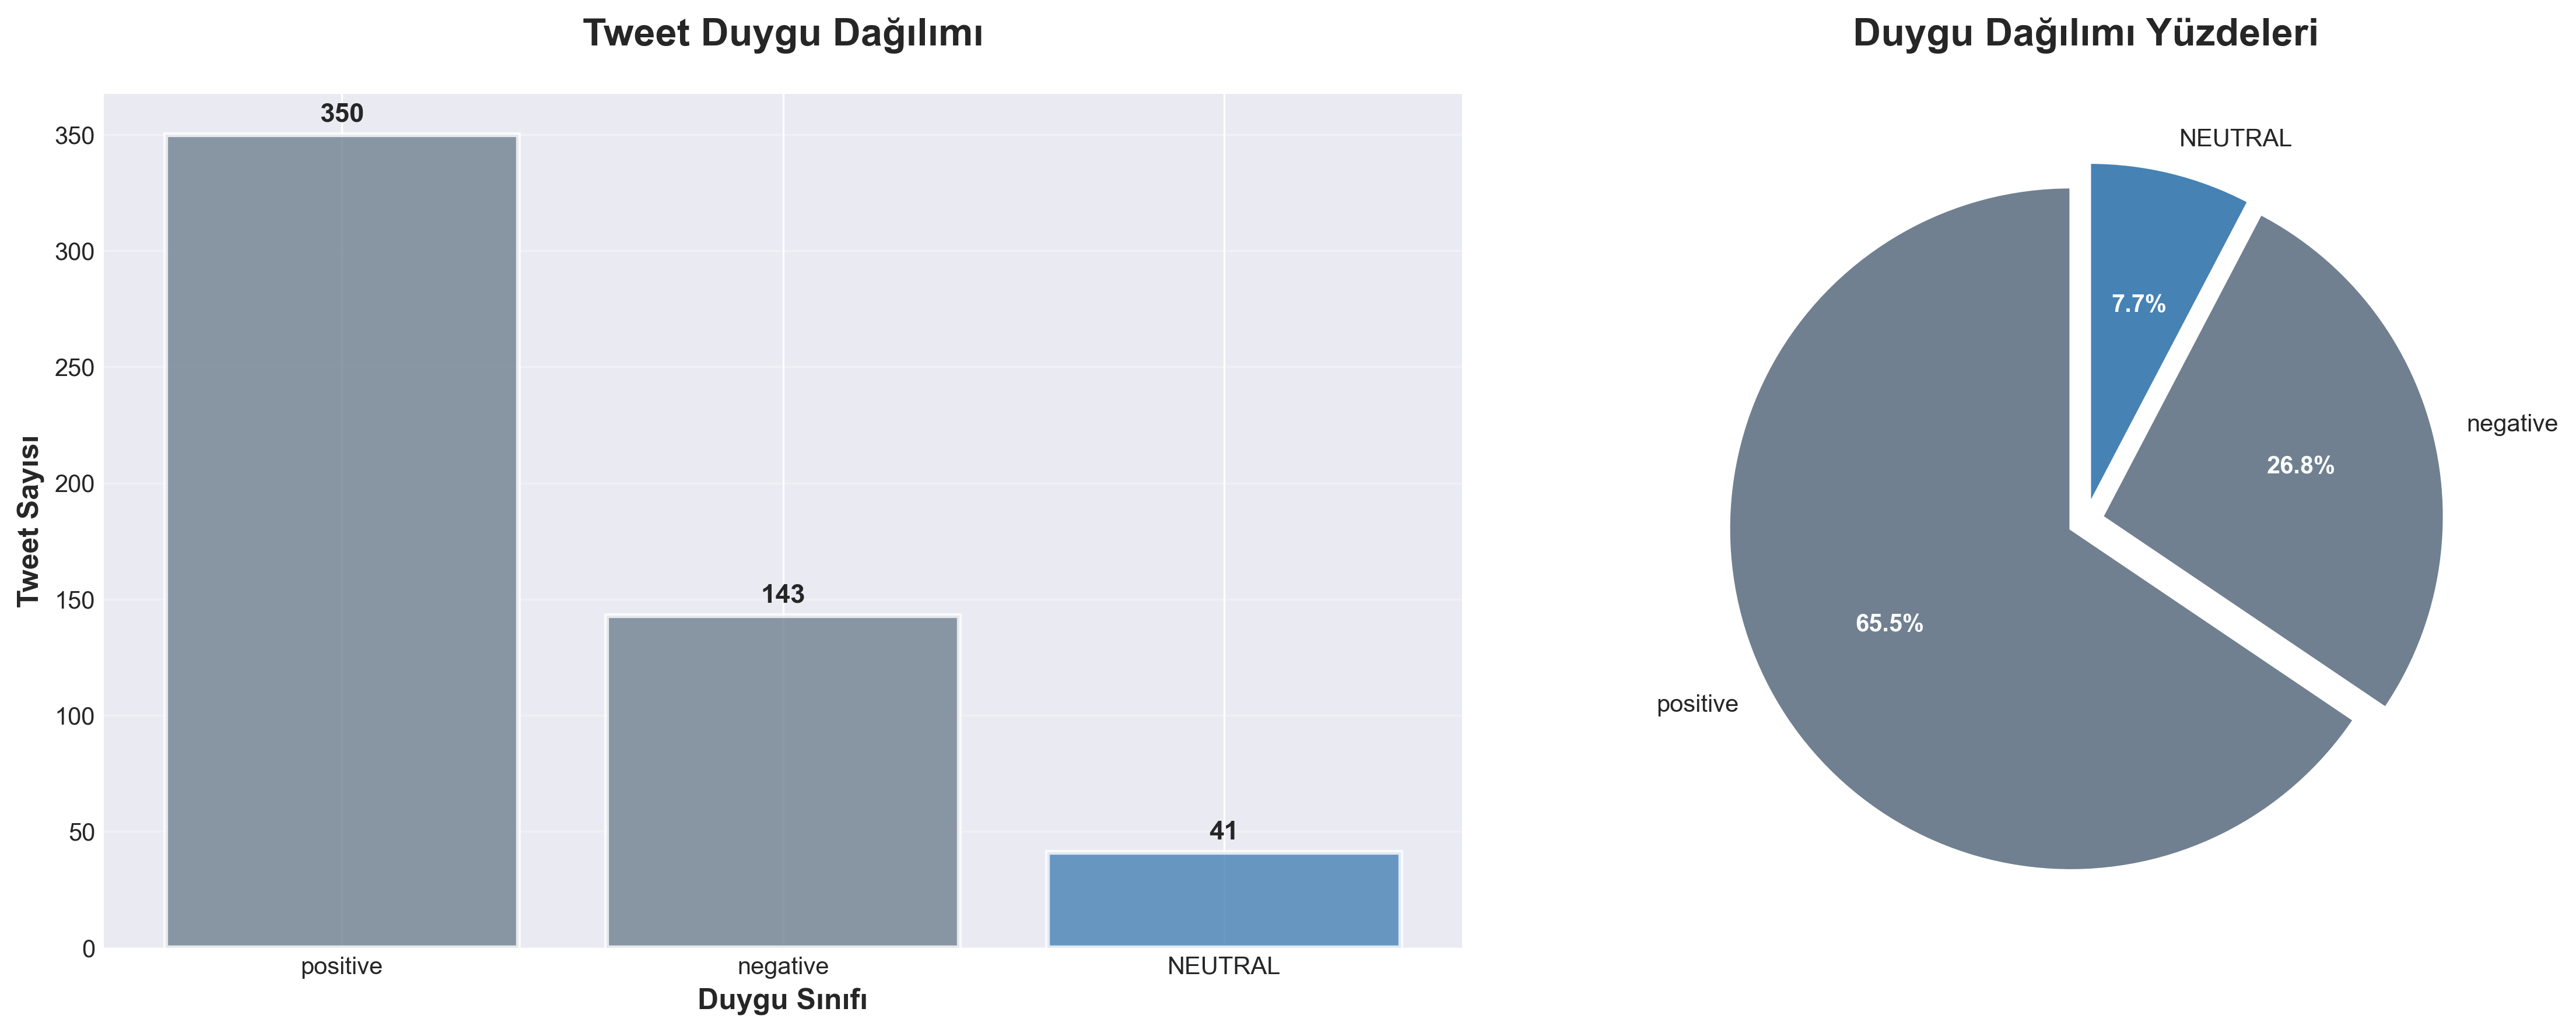 Tweet Duygu Dağılımı
Tweet Sayısı
350
300
250
200
150
100
50
0
350
143
41
positive
negative
NEUTRAL
Duygu Sınıfı
Duygu Dağılımı Yüzdeleri
NEUTRAL
7.7%
negative
26.8%
65.5%
positive